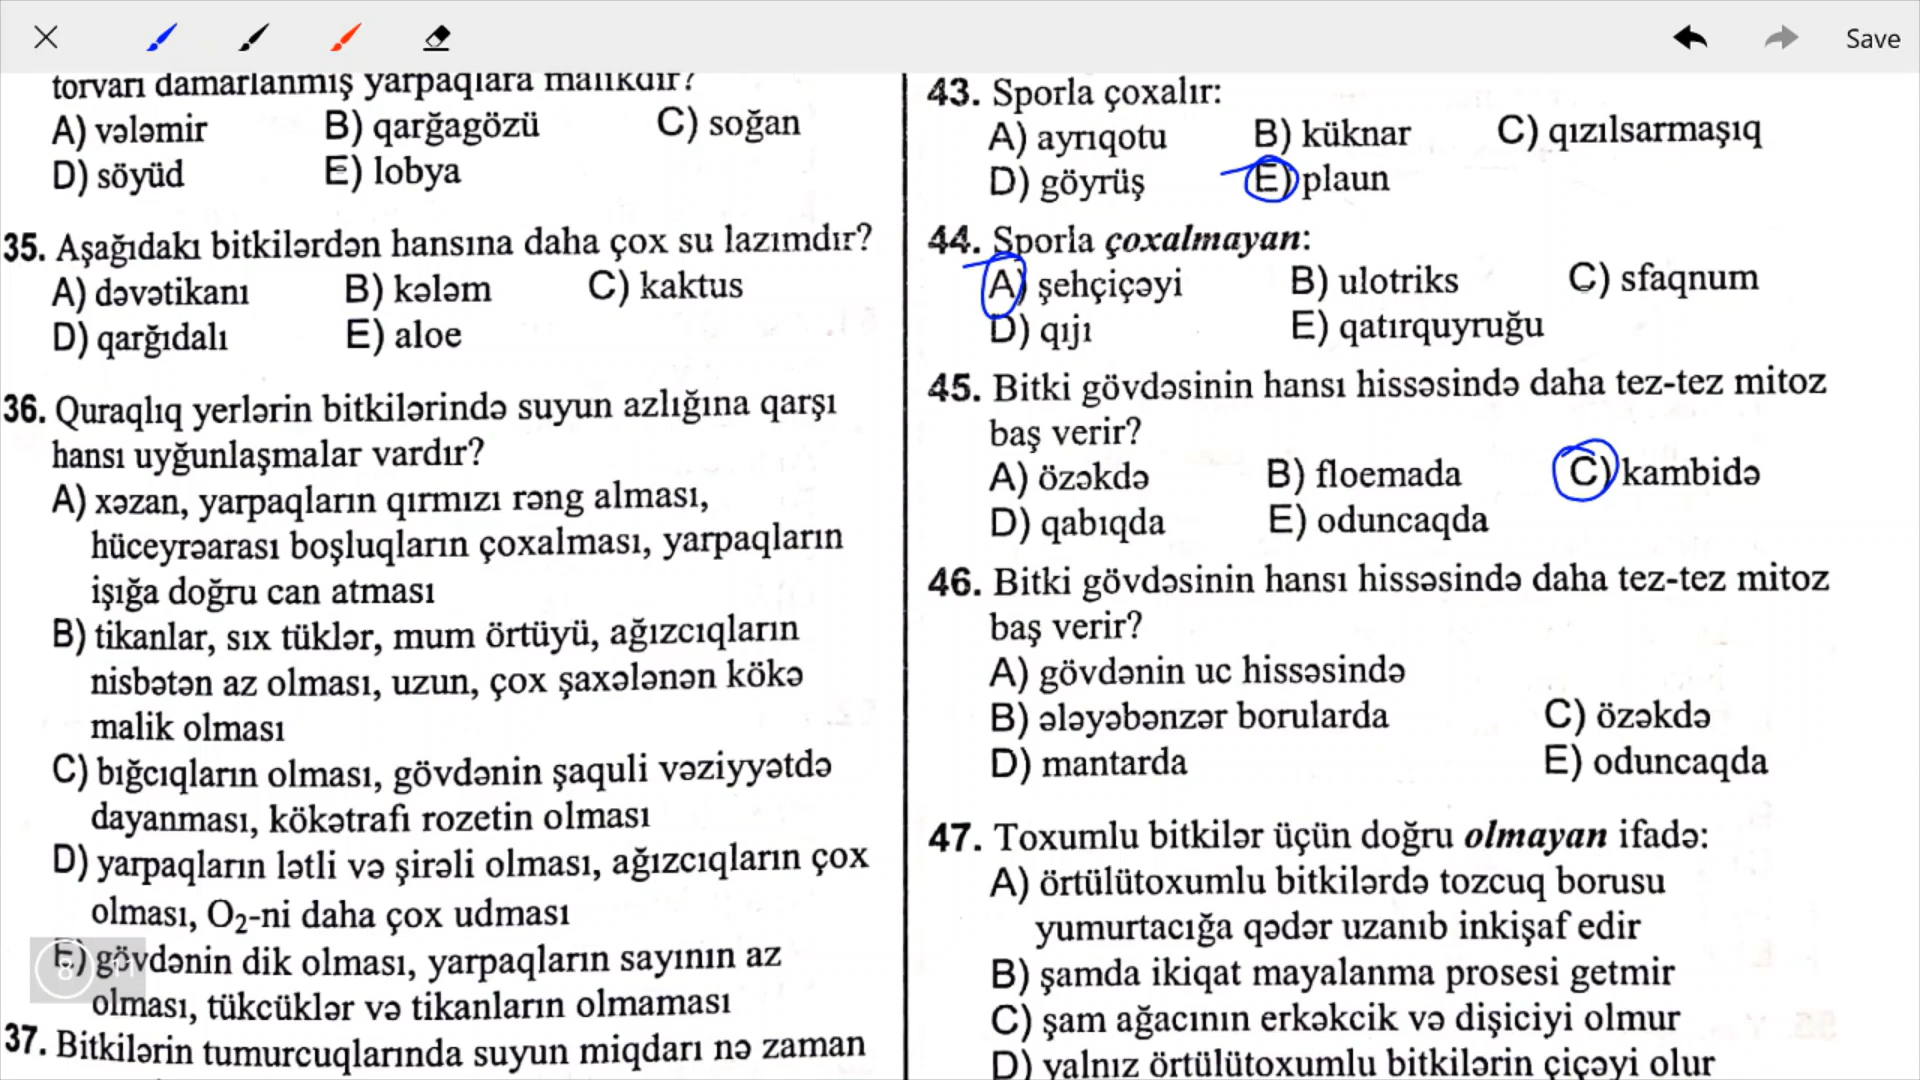 Save
torvari damarlanmış yarpaqlara malikdir?
A) vələmir B) qarğagözü C) soğan
D) söyüd E) lobya
35. Aşağıdakı bitkilərdən hansına daha çox su lazımdır?
A) dəvətikanı B) kələm C) kaktus
D) qarğıdalı E) aloe
36. Quraqlıq yerlərin bitkilərində suyun azlığına qarşı
hansı uyğunlaşmalar vardır?
A) xəzan, yarpaqların qırmızı rəng alması,
hüceyrəarası boşluqların çoxalması, yarpaqların
işığa doğru can atması
B) tikanlar, sıx tüklər, mum örtüyü, ağızcıqların
nisbətən az olması, uzun, çox şaxələnən kökə
malik olması
C) bığcıqların olması, gövdənin şaquli vəziyyətdə
dayanması, kökətrafı rozetin olması
D) yarpaqların lətli və şirəli olması, ağızcıqların çox
olması, O₂-ni daha çox udması
E) gövdənin dik olması, yarpaqların sayının az
olması, tükcüklər və tikanların olmaması
37. Bitkilərin tumurcuqlarında suyun miqdarı nə zaman
43. Sporla çoxalır:
A) ayrıqotu B) küknar C) qızılsarmaşıq
D) göyrüş E) plaun
44. Sporla çoxalmayan:
A) şehçiçəyi B) ulotriks C) sfaqnum
D) qıjı E) qatırquyruğu
45. Bitki gövdəsinin hansı hissəsində daha tez-tez mitoz
baş verir?
A) özəkdə B) floemada C) kambidə
D) qabıqda E) oduncaqda
46. Bitki gövdəsinin hansı hissəsində daha tez-tez mitoz
baş verir?
A) gövdənin uc hissəsində
B) ələyəbənzər borularda C) özəkdə
D) mantarda E) oduncaqda
47. Toxumlu bitkilər üçün doğru olmayan ifadə:
A) örtülütoxumlu bitkilərdə tozcuq borusu
yumurtacığa qədər uzanıb inkişaf edir
B) şamda ikiqat mayalanma prosesi getmir
C) şam ağacının erkəkcik və dişiciyi olmur
D) yalnız örtülütoxumlu bitkilərin çiçəyi olur